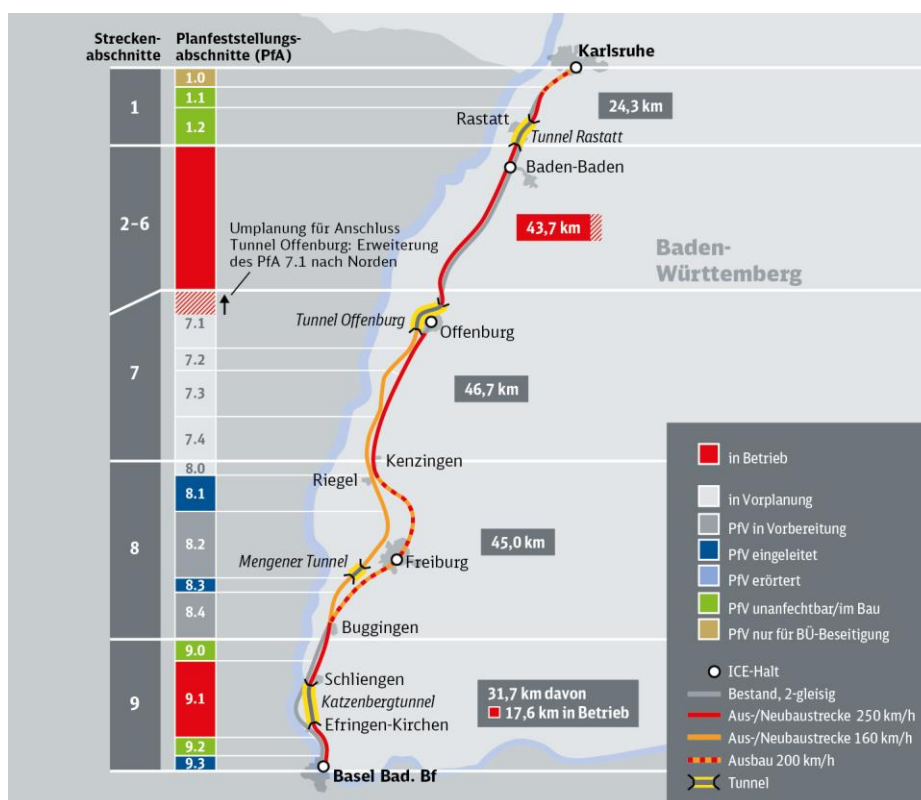 Strecken-
abschnitte
Planfeststellungs-
abschnitte (PfA)
1
2–6
7
8
9
1.0
1.1
1.2
7.1
7.2
7.3
7.4
8.0
8.1
8.2
8.3
8.4
9.0
9.1
9.2
9.3
Umplanung für Anschluss
Tunnel Offenburg: Erweiterung
des PfA 7.1 nach Norden
Karlsruhe
24,3 km
Rastatt
Tunnel Rastatt
Baden-Baden
43,7 km
Baden-
Württemberg
Tunnel Offenburg
Offenburg
46,7 km
Kenzingen
Riegel
45,0 km
Mengener Tunnel
Freiburg
Buggingen
Schliengen
Katzenbergtunnel
31,7 km davon
17,6 km in Betrieb
Efringen-Kirchen
Basel Bad. Bf
in Betrieb
in Vorplanung
PfV in Vorbereitung
PfV eingeleitet
PfV erörtert
PfV unanfechtbar/im Bau
PfV nur für BÜ-Beseitigung
ICE-Halt
Bestand, 2-gleisig
Aus-/Neubaustrecke 250 km/h
Aus-/Neubaustrecke 160 km/h
Ausbau 200 km/h
Tunnel